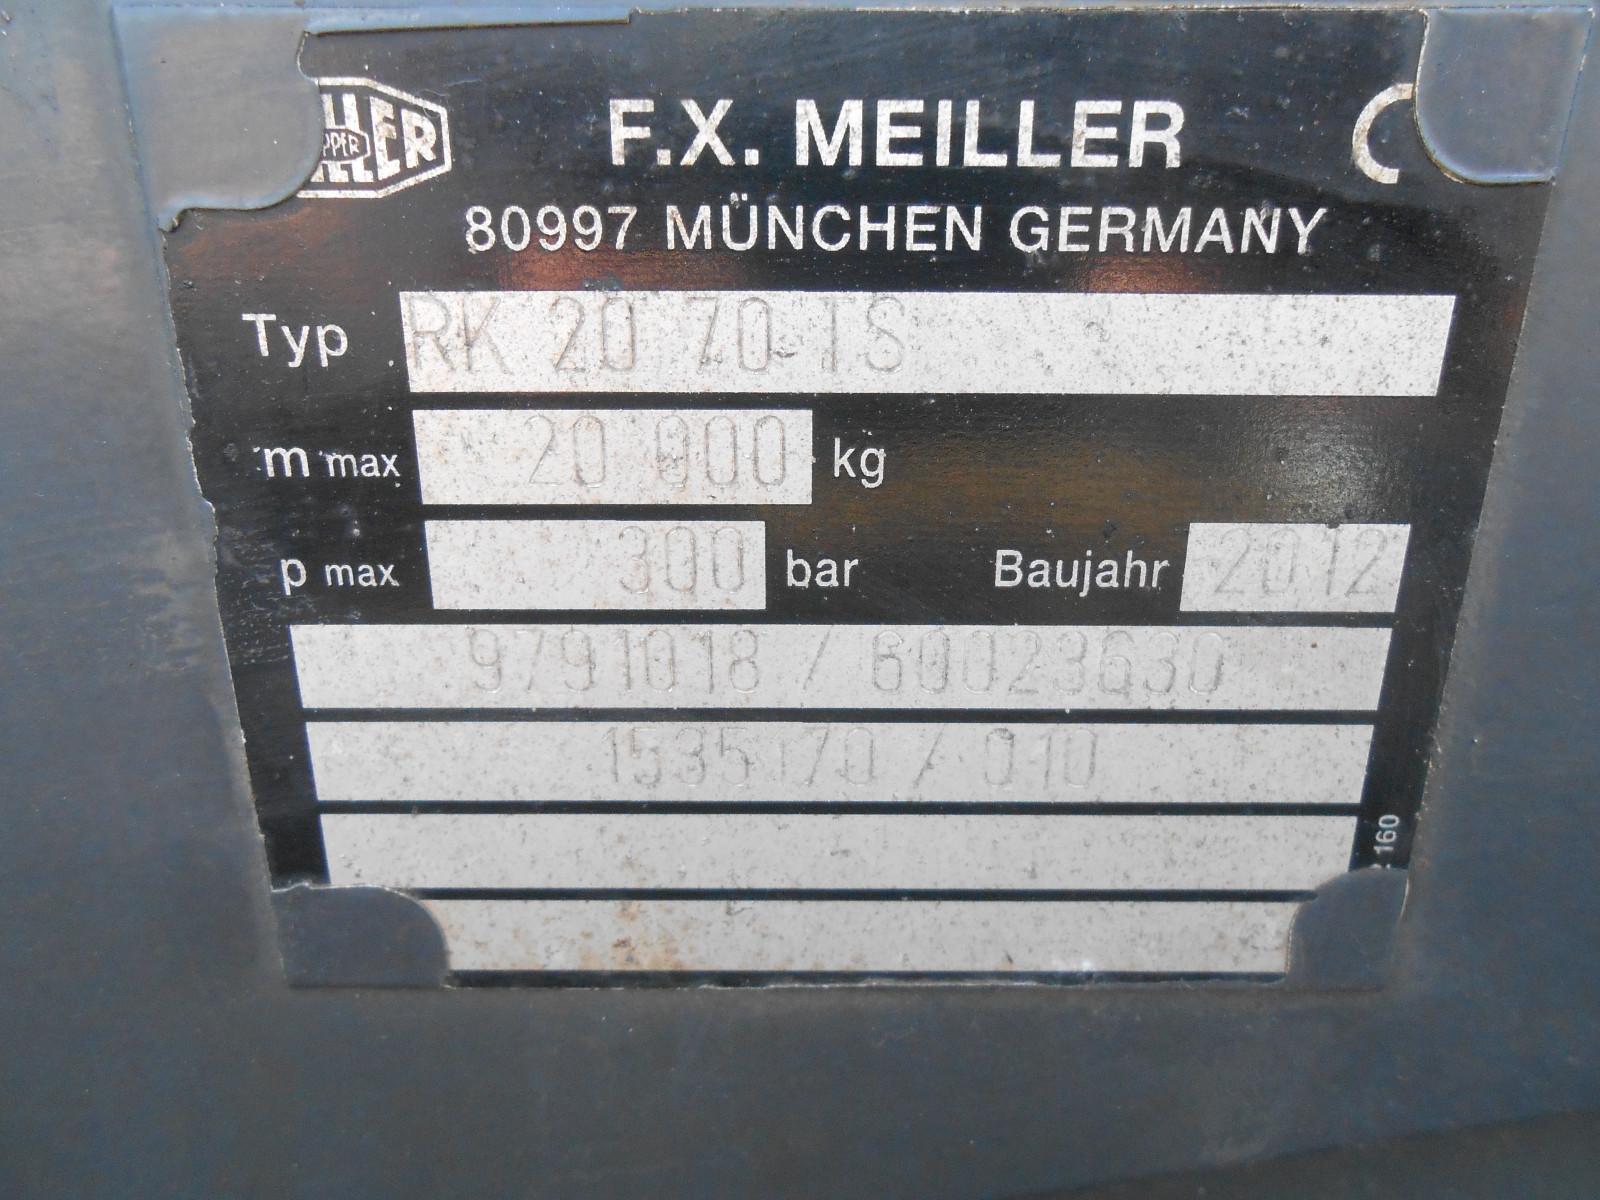 F.X. MEILLER
80997 MÜNCHEN GERMANY
Typ RK 20 70 TS
m max 20 000 kg
p max 300 bar Baujahr 2012
9791018 / 60023630
1535170 / 010
160